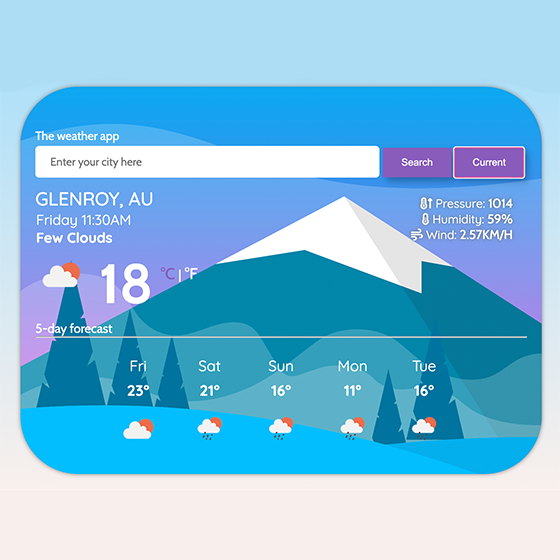 The weather app
Enter your city here
Search
Current
GLENROY, AU
Friday 11:30AM
Few Clouds
Pressure: 1014
Humidity: 59%
Wind: 2.57KM/H
18 °C | °F
5-day forecast
Fri Sat Sun Mon Tue
23° 21° 16° 11° 16°